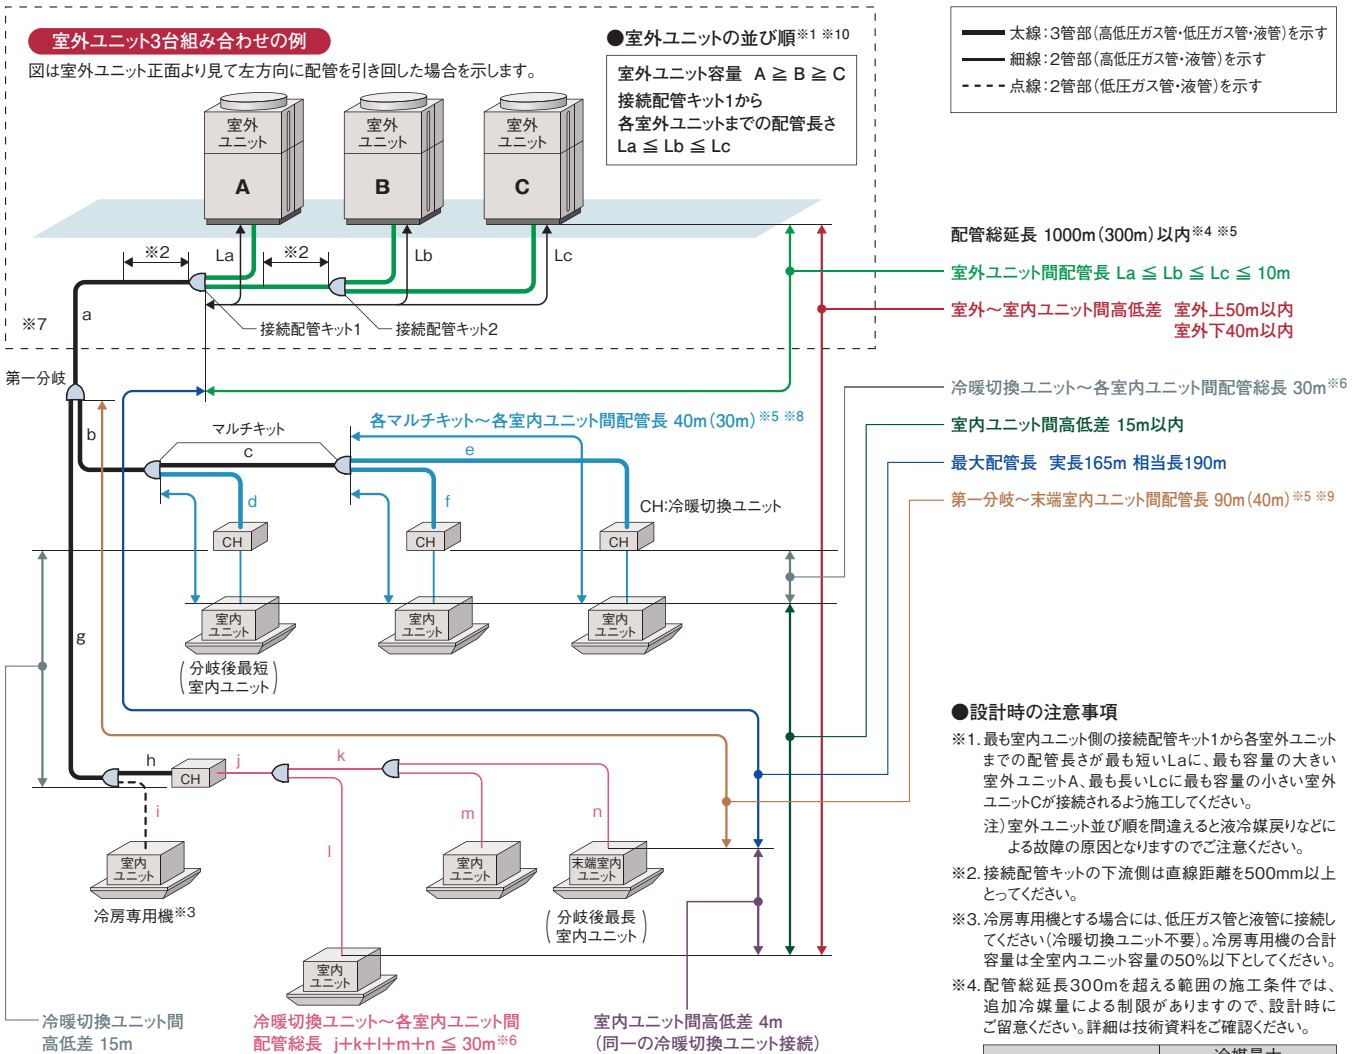 室外ユニット3台組み合わせの例
図は室外ユニット正面より見て左方向に配管を引き回した場合を示します。
●室外ユニットの並び順※1 ※10
室外ユニット容量 A ≧ B ≧ C
接続配管キット1から
各室外ユニットまでの配管長さ
La ≦ Lb ≦ Lc
太線：3管部(高低圧ガス管・低圧ガス管・液管)を示す
細線：2管部(高低圧ガス管・液管)を示す
点線：2管部(低圧ガス管・液管)を示す
室外
ユニット
A
室外
ユニット
B
室外
ユニット
C
※2
La
※2
Lb
Lc
a
※7
接続配管キット1
接続配管キット2
配管総延長 1000m(300m)以内※4 ※5
室外ユニット間配管長 La ≦ Lb ≦ Lc ≦ 10m
室外～室内ユニット間高低差 室外上50m以内
室外下40m以内
冷暖切換ユニット～各室内ユニット間配管総長 30m※6
室内ユニット間高低差 15m以内
最大配管長 実長165m 相当長190m
第一分岐～末端室内ユニット間配管長 90m(40m)※5 ※9
第一分岐
b
マルチキット
c
各マルチキット～各室内ユニット間配管長 40m(30m)※5 ※8
e
d
f
CH：冷暖切換ユニット
CH
CH
CH
室内
ユニット
室内
ユニット
室内
ユニット
(分岐後最短
室内ユニット)
g
h
CH
j
k
i
l
m
n
室内
ユニット
冷房専用機※3
室内
ユニット
末端室内
ユニット
(分岐後最長
室内ユニット)
室内
ユニット
冷暖切換ユニット間
高低差 15m
冷暖切換ユニット～各室内ユニット間
配管総長 j+k+l+m+n ≦ 30m※6
室内ユニット間高低差 4m
(同一の冷暖切換ユニット接続)
●設計時の注意事項
※1. 最も室内ユニット側の接続配管キット1から各室外ユニット
までの配管長さが最も短いLaに、最も容量の大きい
室外ユニットA、最も長いLcに最も容量の小さい室外
ユニットCが接続されるよう施工してください。
注) 室外ユニット並び順を間違えると液冷媒戻りなどに
よる故障の原因となりますのでご注意ください。
※2. 接続配管キットの下流側は直線距離を500mm以上
とってください。
※3. 冷房専用機とする場合には、低圧ガス管と液管に接続し
てください(冷暖切換ユニット不要)。冷房専用機の合計
容量は全室内ユニット容量の50%以下としてください。
※4. 配管総延長300mを超える範囲の施工条件では、
追加冷媒量による制限がありますので、設計時に
ご留意ください。詳細は技術資料をご確認ください。